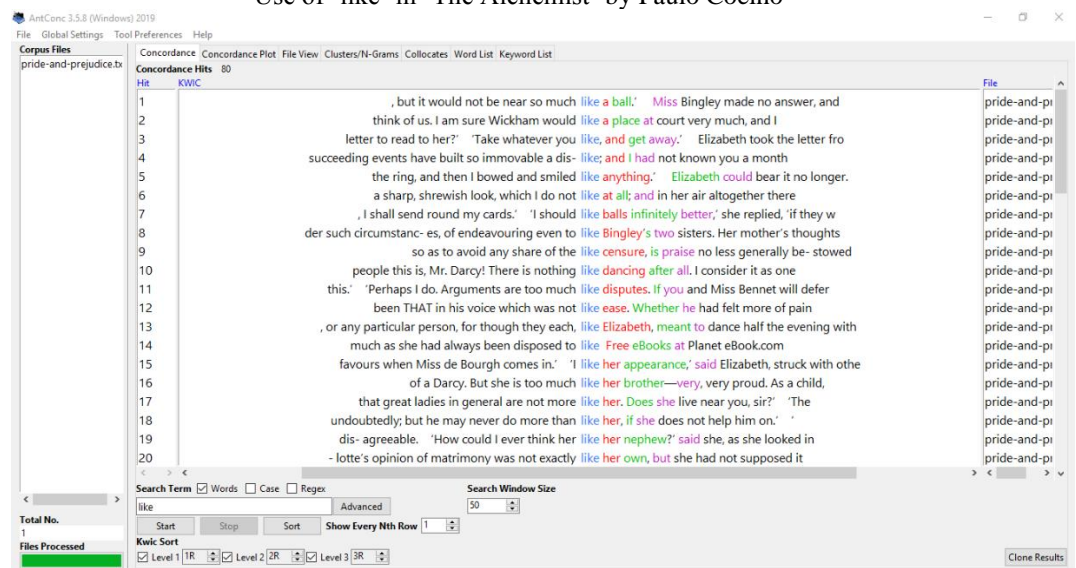 Use of "like" in "The Alchemist" by Paulo Coelho
AntConc 3.5.8 (Windows) 2019
File Global Settings Tool Preferences Help
Corpus Files
pride-and-prejudice.tx
Total No.
1
Files Processed
Concordance Concordance Plot File View Clusters/N-Grams Collocates Word List Keyword List
Concordance Hits 80
Hit KWIC File
1 , but it would not be near so much like a ball.' Miss Bingley made no answer, and pride-and-pr
2 think of us. I am sure Wickham would like a place at court very much, and I pride-and-pr
3 letter to read to her?' 'Take whatever you like, and get away.' Elizabeth took the letter fro pride-and-pr
4 succeeding events have built so immovable a dis- like; and I had not known you a month pride-and-pr
5 the ring, and then I bowed and smiled like anything.' Elizabeth could bear it no longer. pride-and-pr
6 a sharp, shrewish look, which I do not like at all; and in her air altogether there pride-and-pr
7 , I shall send round my cards.' 'I should like balls infinitely better,' she replied, 'if they w pride-and-pr
8 der such circumstanc- es, of endeavouring even to like Bingley's two sisters. Her mother's thoughts pride-and-pr
9 so as to avoid any share of the like censure, is praise no less generally be- stowed pride-and-pr
10 people this is, Mr. Darcy! There is nothing like dancing after all. I consider it as one pride-and-pr
11 this.' 'Perhaps I do. Arguments are too much like disputes. If you and Miss Bennet will defer pride-and-pr
12 been THAT in his voice which was not like ease. Whether he had felt more of pain pride-and-pr
13 , or any particular person, for though they each, like Elizabeth, meant to dance half the evening with pride-and-pr
14 much as she had always been disposed to like Free eBooks at Planet eBook.com pride-and-pr
15 favours when Miss de Bourgh comes in.' 'I like her appearance,' said Elizabeth, struck with othe pride-and-pr
16 of a Darcy. But she is too much like her brother—very, very proud. As a child, pride-and-pr
17 that great ladies in general are not more like her. Does she live near you, sir?' 'The pride-and-pr
18 undoubtedly; but he may never do more than like her, if she does not help him on.' ' pride-and-pr
19 dis- agreeable. 'How could I ever think her like her nephew?' said she, as she looked in pride-and-pr
20 - lotte's opinion of matrimony was not exactly like her own, but she had not supposed it pride-and-pr
Search Term Words Case Regex Search Window Size
like Advanced 50
Start Stop Sort Show Every Nth Row 1
Kwic Sort
Level 1 1R Level 2 2R Level 3 3R Clone Results